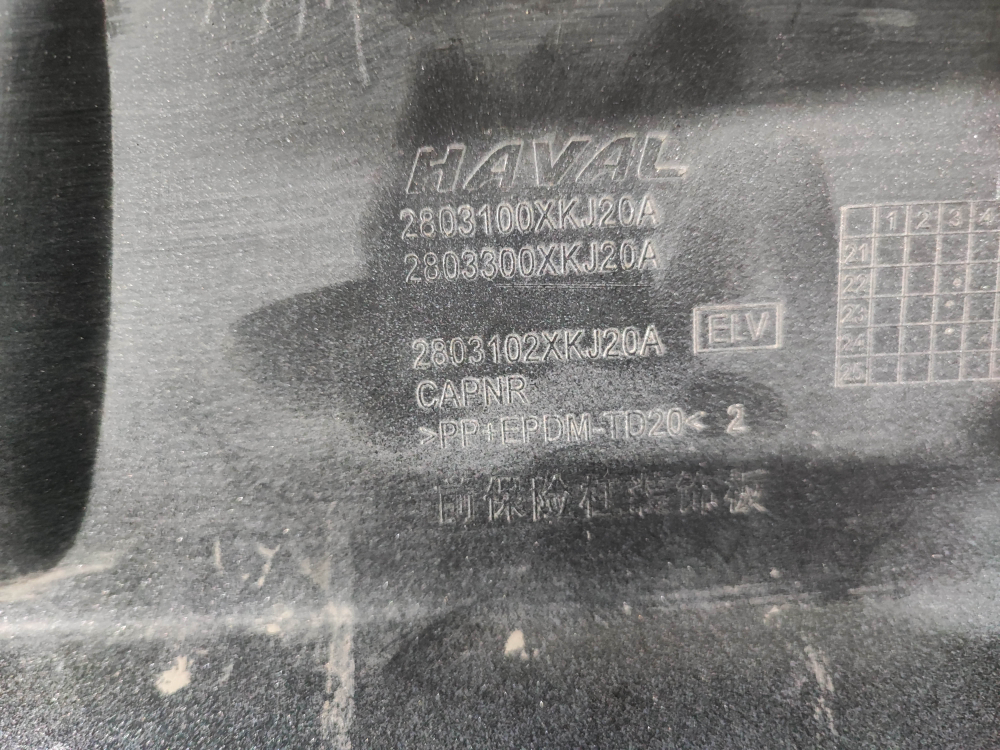 HAVAL
2803100XKJ20A
2803300XKJ20A
2803102XKJ20A
ELV
CAPNR
>PP+EPDM-TD20< 2
前保险杠装饰板
1 2 3 4
21
22
23
24
25